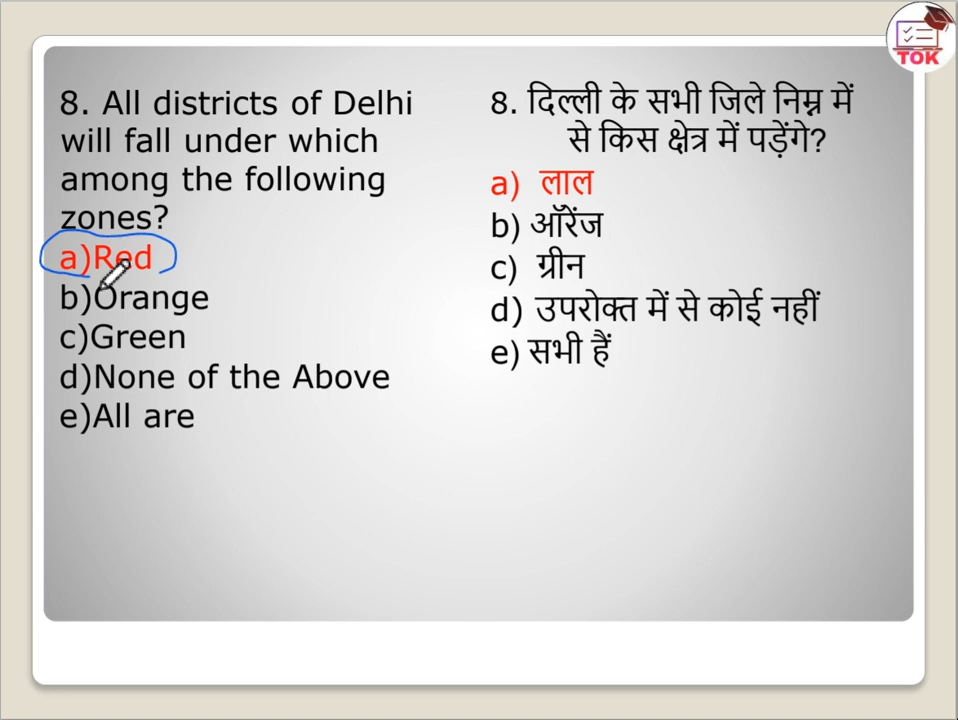 TOK
8. All districts of Delhi
will fall under which
among the following
zones?
a)Red
b)Orange
c)Green
d)None of the Above
e)All are
8. दिल्ली के सभी जिले निम्न में
से किस क्षेत्र में पड़ेंगे?
a) लाल
b) ऑरेंज
c) ग्रीन
d) उपरोक्त में से कोई नहीं
e) सभी हैं